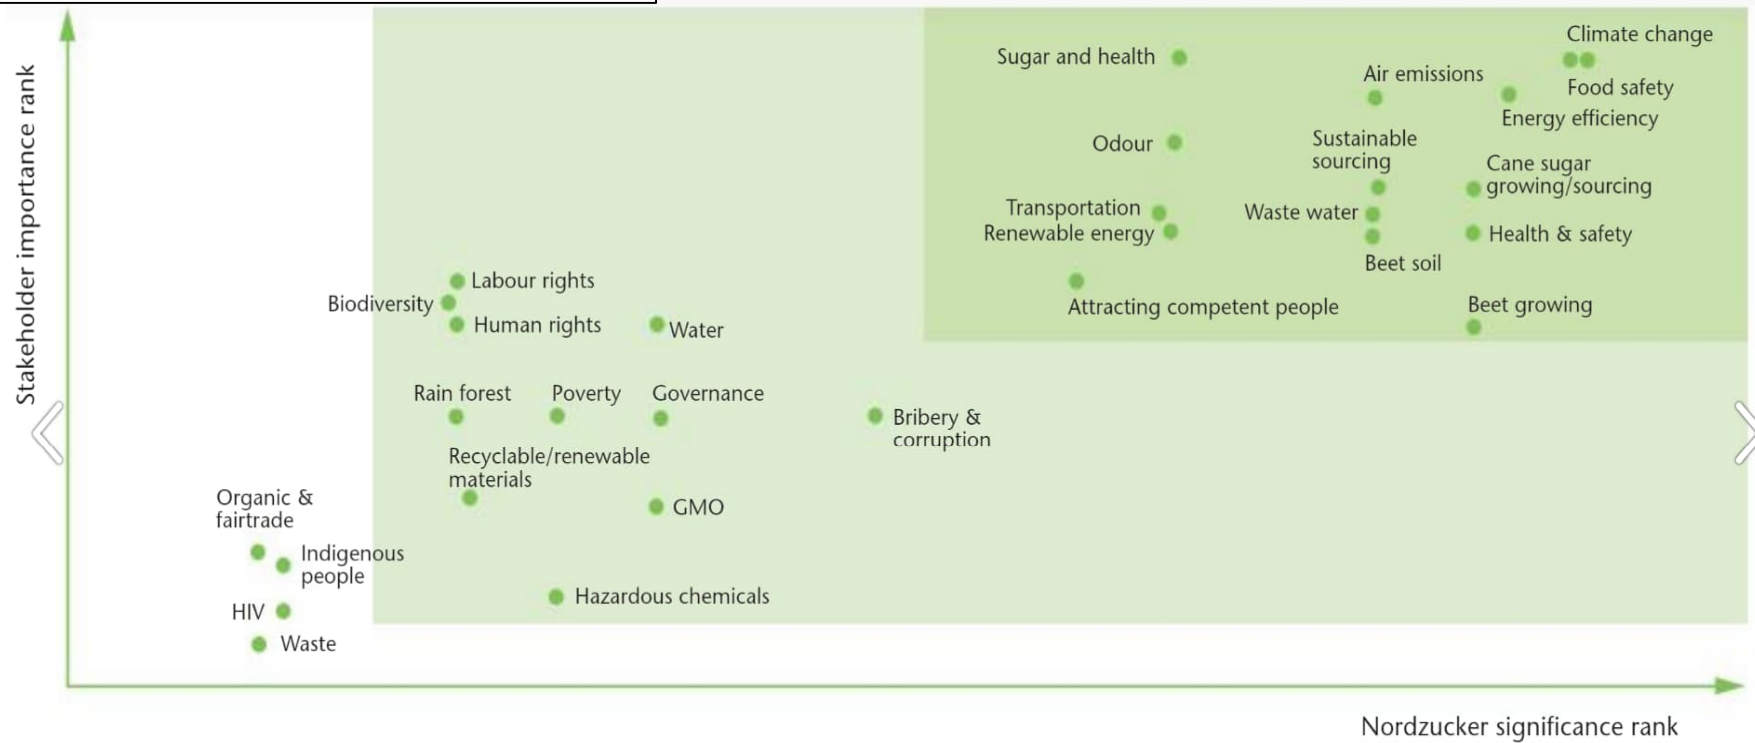 Stakeholder importance rank
Climate change
Sugar and health
Air emissions
Food safety
Energy efficiency
Odour
Sustainable
sourcing
Cane sugar
growing/sourcing
Transportation
Waste water
Renewable energy
Health & safety
Beet soil
Labour rights
Biodiversity
Attracting competent people
Beet growing
Human rights
Water
Rain forest
Poverty
Governance
Bribery &
corruption
Recyclable/renewable
materials
Organic &
fairtrade
GMO
Indigenous
people
Hazardous chemicals
HIV
Waste
Nordzucker significance rank